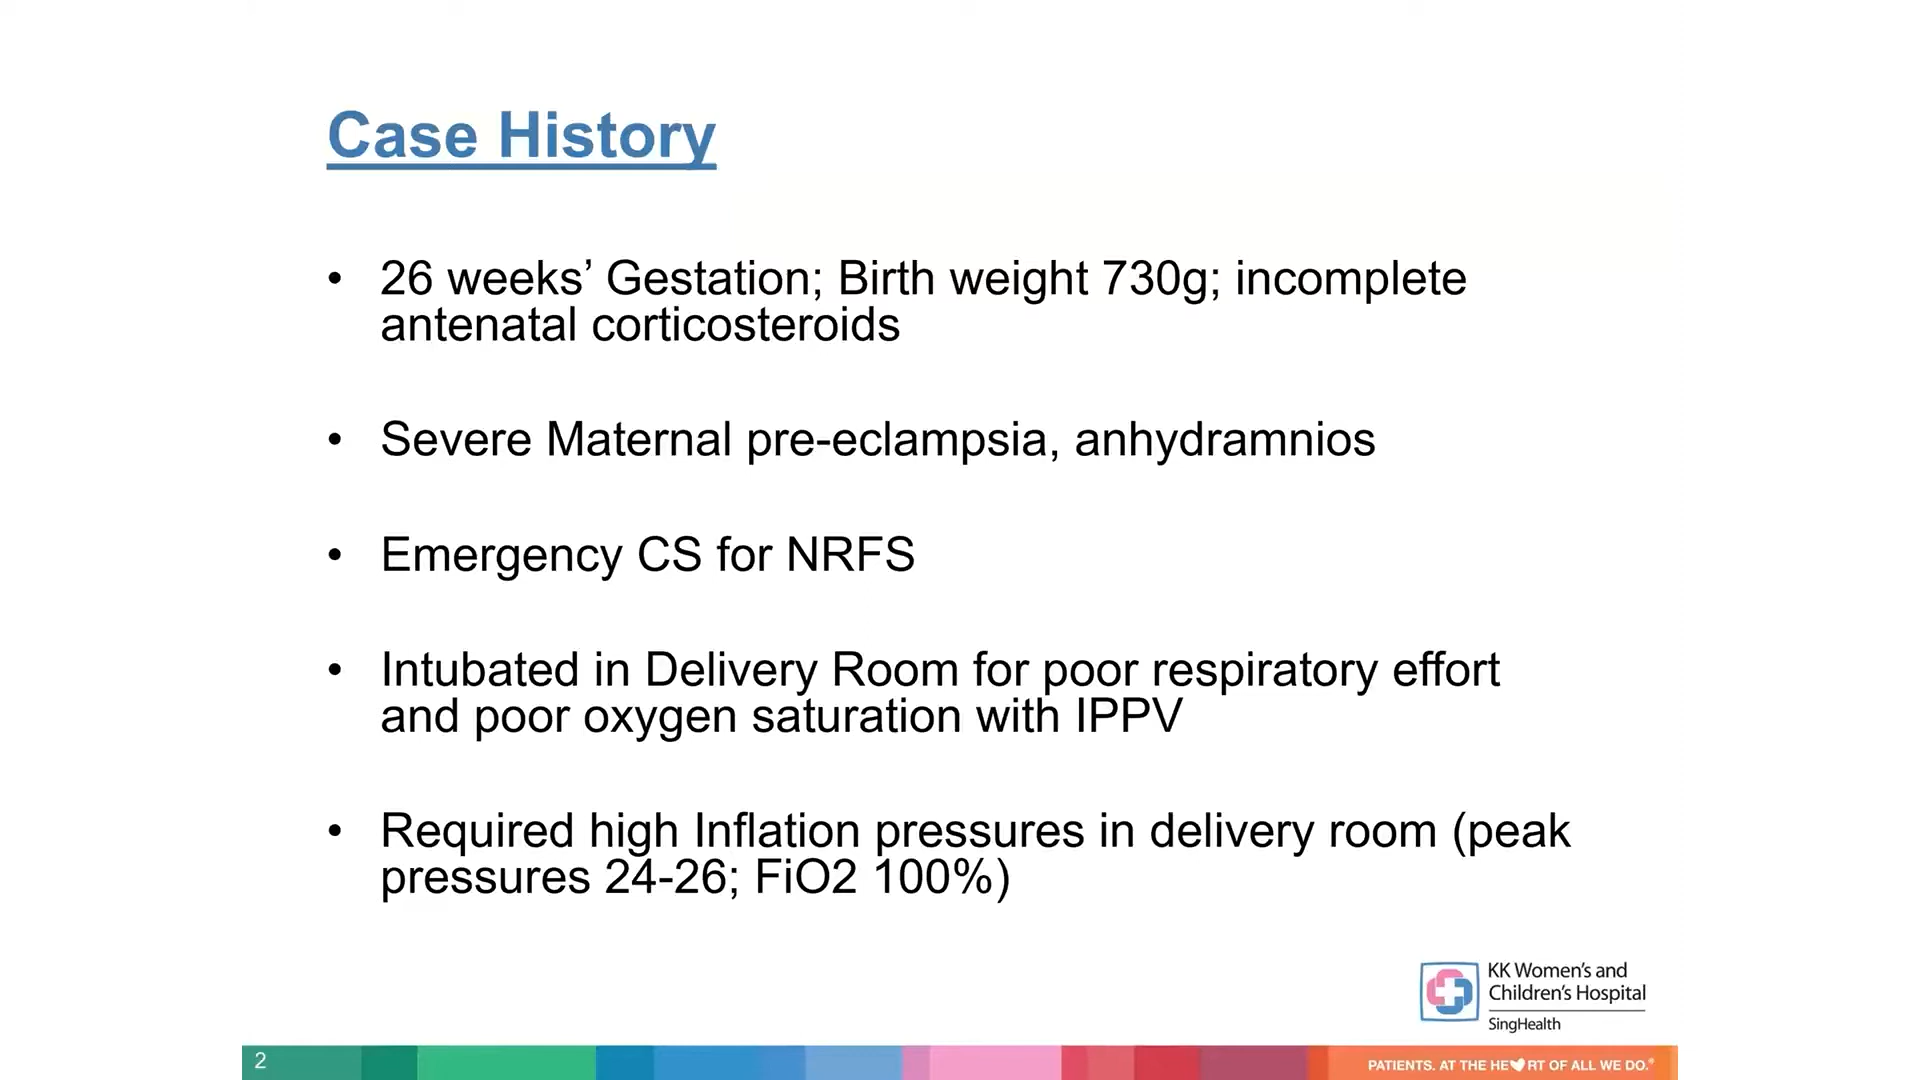 Case History
• 26 weeks’ Gestation; Birth weight 730g; incomplete
antenatal corticosteroids
• Severe Maternal pre-eclampsia, anhydramnios
• Emergency CS for NRFS
• Intubated in Delivery Room for poor respiratory effort
and poor oxygen saturation with IPPV
• Required high Inflation pressures in delivery room (peak
pressures 24-26; FiO2 100%)
KK Women’s and
Children’s Hospital
SingHealth
2
PATIENTS. AT THE HE♥RT OF ALL WE DO.®